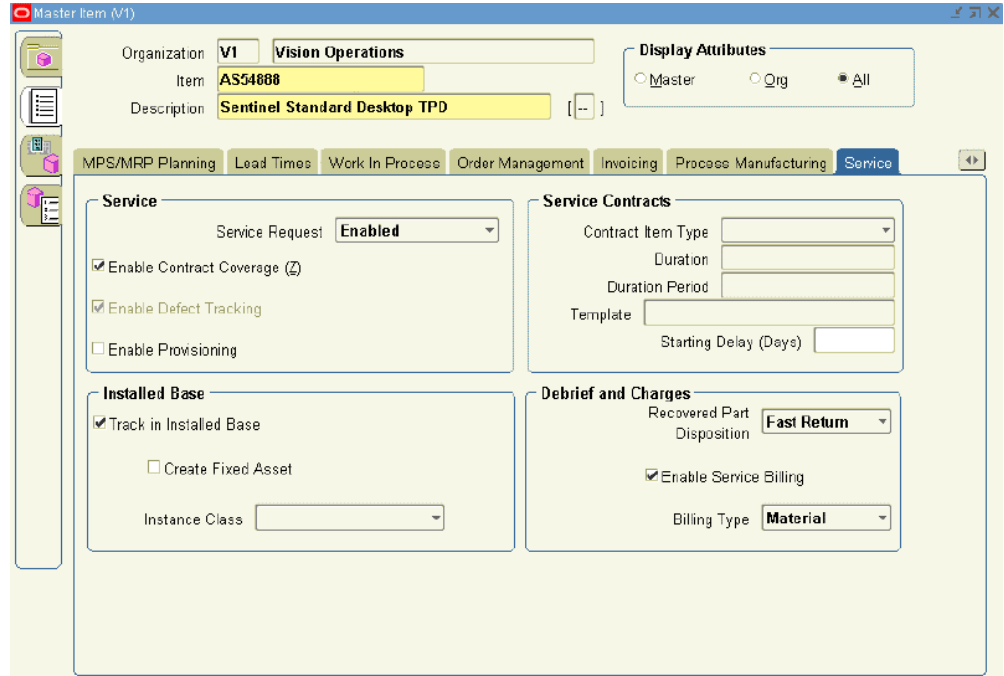 Master Item (V1)
Organization V1 Vision Operations
Item AS54888
Description Sentinel Standard Desktop TPD [--]
Display Attributes
Master Org All
MPS/MRP Planning Lead Times Work In Process Order Management Invoicing Process Manufacturing Service
Service
Service Request Enabled
Enable Contract Coverage (Z)
Enable Defect Tracking
Enable Provisioning
Service Contracts
Contract Item Type
Duration
Duration Period
Template
Starting Delay (Days)
Installed Base
Track in Installed Base
Create Fixed Asset
Instance Class
Debrief and Charges
Recovered Part
Disposition Fast Return
Enable Service Billing
Billing Type Material